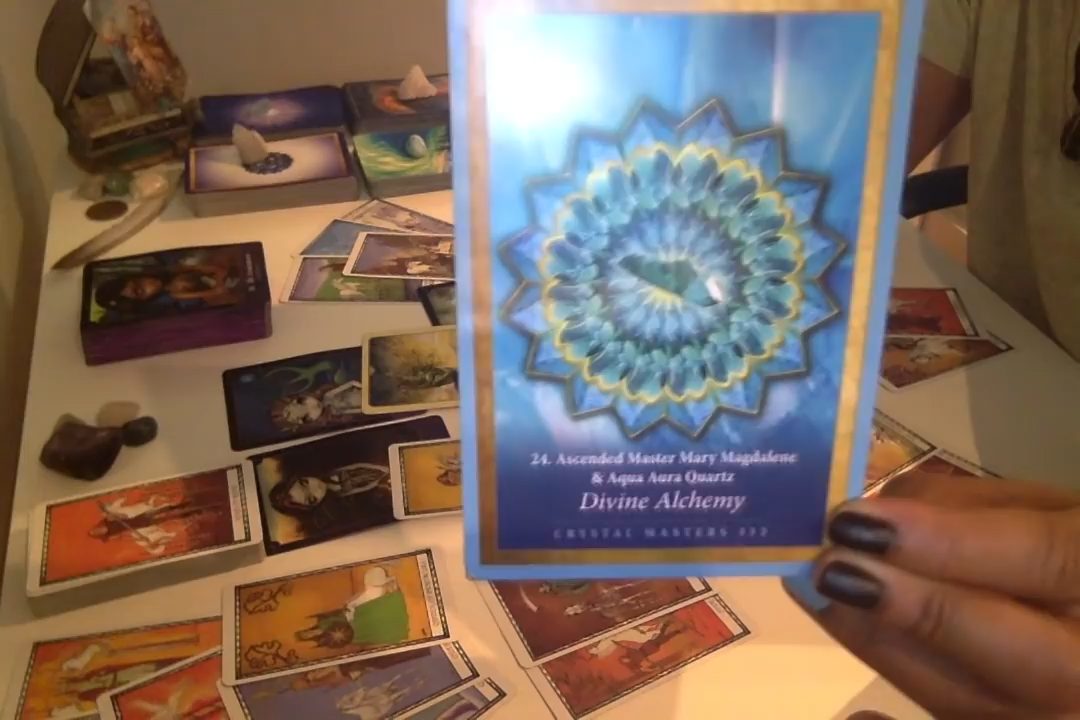 24. Ascended Master Mary Magdalene
& Aqua Aura Quartz
Divine Alchemy
CRYSTAL MASTERS 333